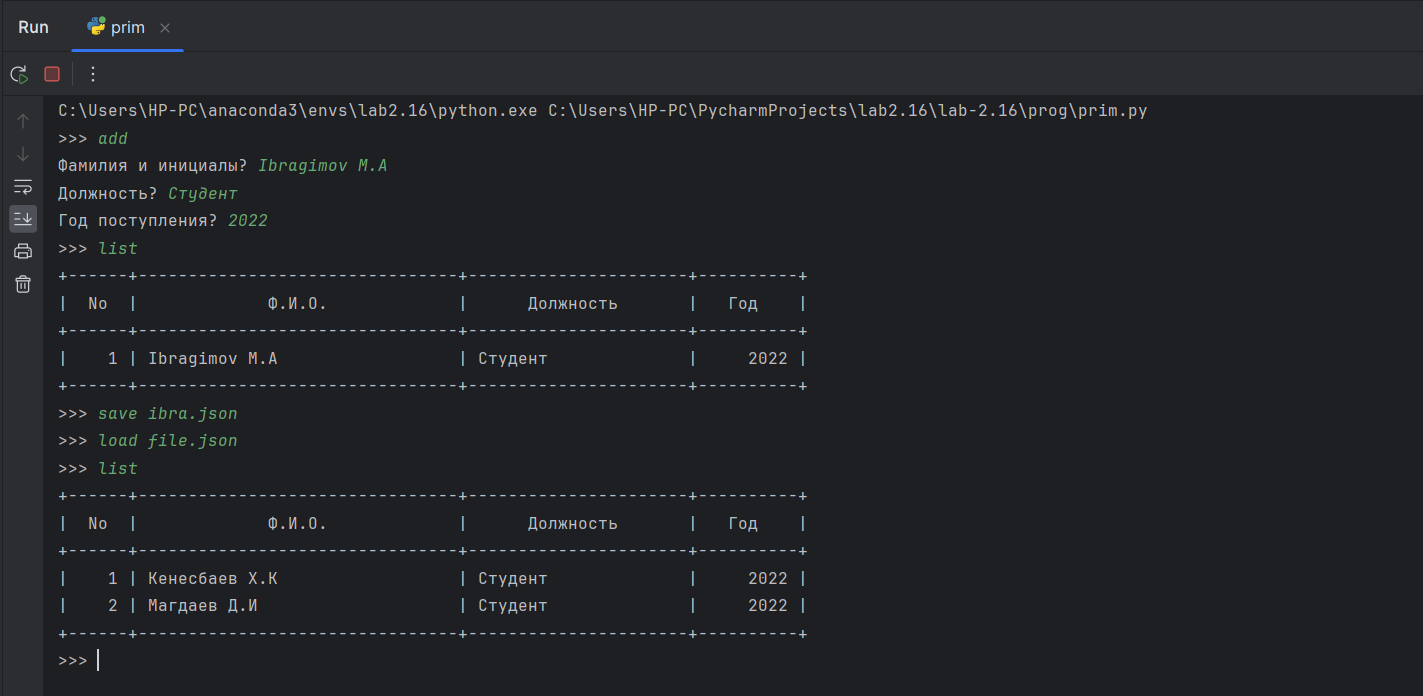 Run prim
C:\Users\HP-PC\anaconda3\envs\lab2.16\python.exe C:\Users\HP-PC\PycharmProjects\lab2.16\lab-2.16\prog\prim.py
>>> add
Фамилия и инициалы? Ibragimov M.A
Должность? Студент
Год поступления? 2022
>>> list
+------+--------------------------------+----------------------+----------+
|  No  |             Ф.И.О.             |      Должность       |   Год    |
+------+--------------------------------+----------------------+----------+
|    1 | Ibragimov M.A                  | Студент              |     2022 |
+------+--------------------------------+----------------------+----------+
>>> save ibra.json
>>> load file.json
>>> list
+------+--------------------------------+----------------------+----------+
|  No  |             Ф.И.О.             |      Должность       |   Год    |
+------+--------------------------------+----------------------+----------+
|    1 | Кенесбаев Х.К                  | Студент              |     2022 |
|    2 | Магдаев Д.И                    | Студент              |     2022 |
+------+--------------------------------+----------------------+----------+
>>>